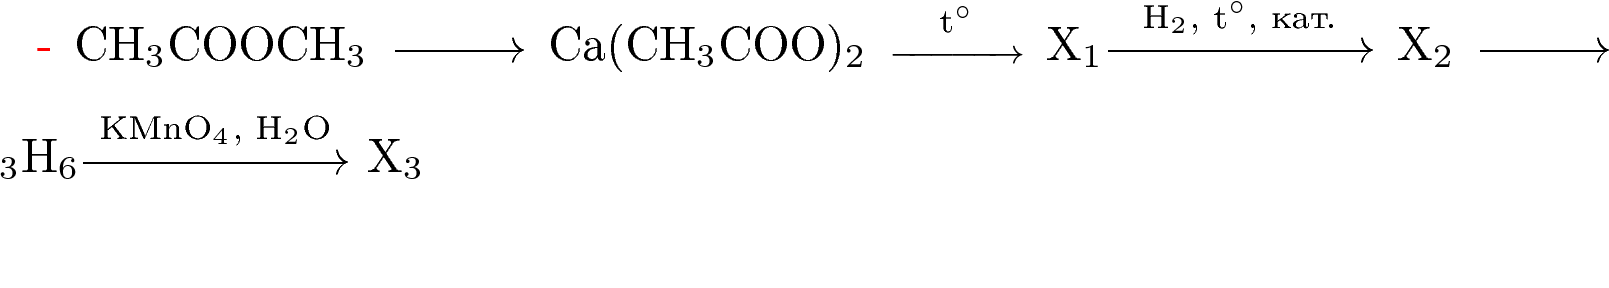 - CH₃COOCH₃ ⟶ Ca(CH₃COO)₂ ⟶ t° X₁ ⟶ H₂, t°, кат. X₂ ⟶
₃H₆ ⟶ KMnO₄, H₂O X₃